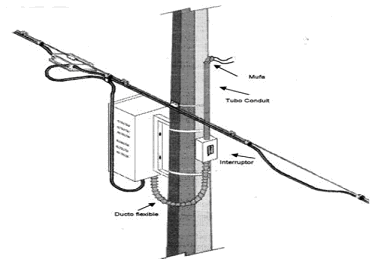 Mufa
Tubo Conduit
Interruptor
Ducto flexible